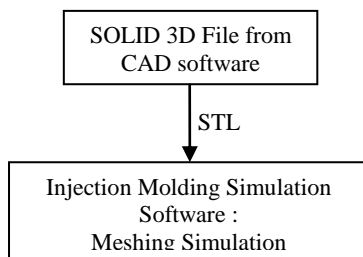 SOLID 3D File from
CAD software
STL
Injection Molding Simulation
Software :
Meshing Simulation